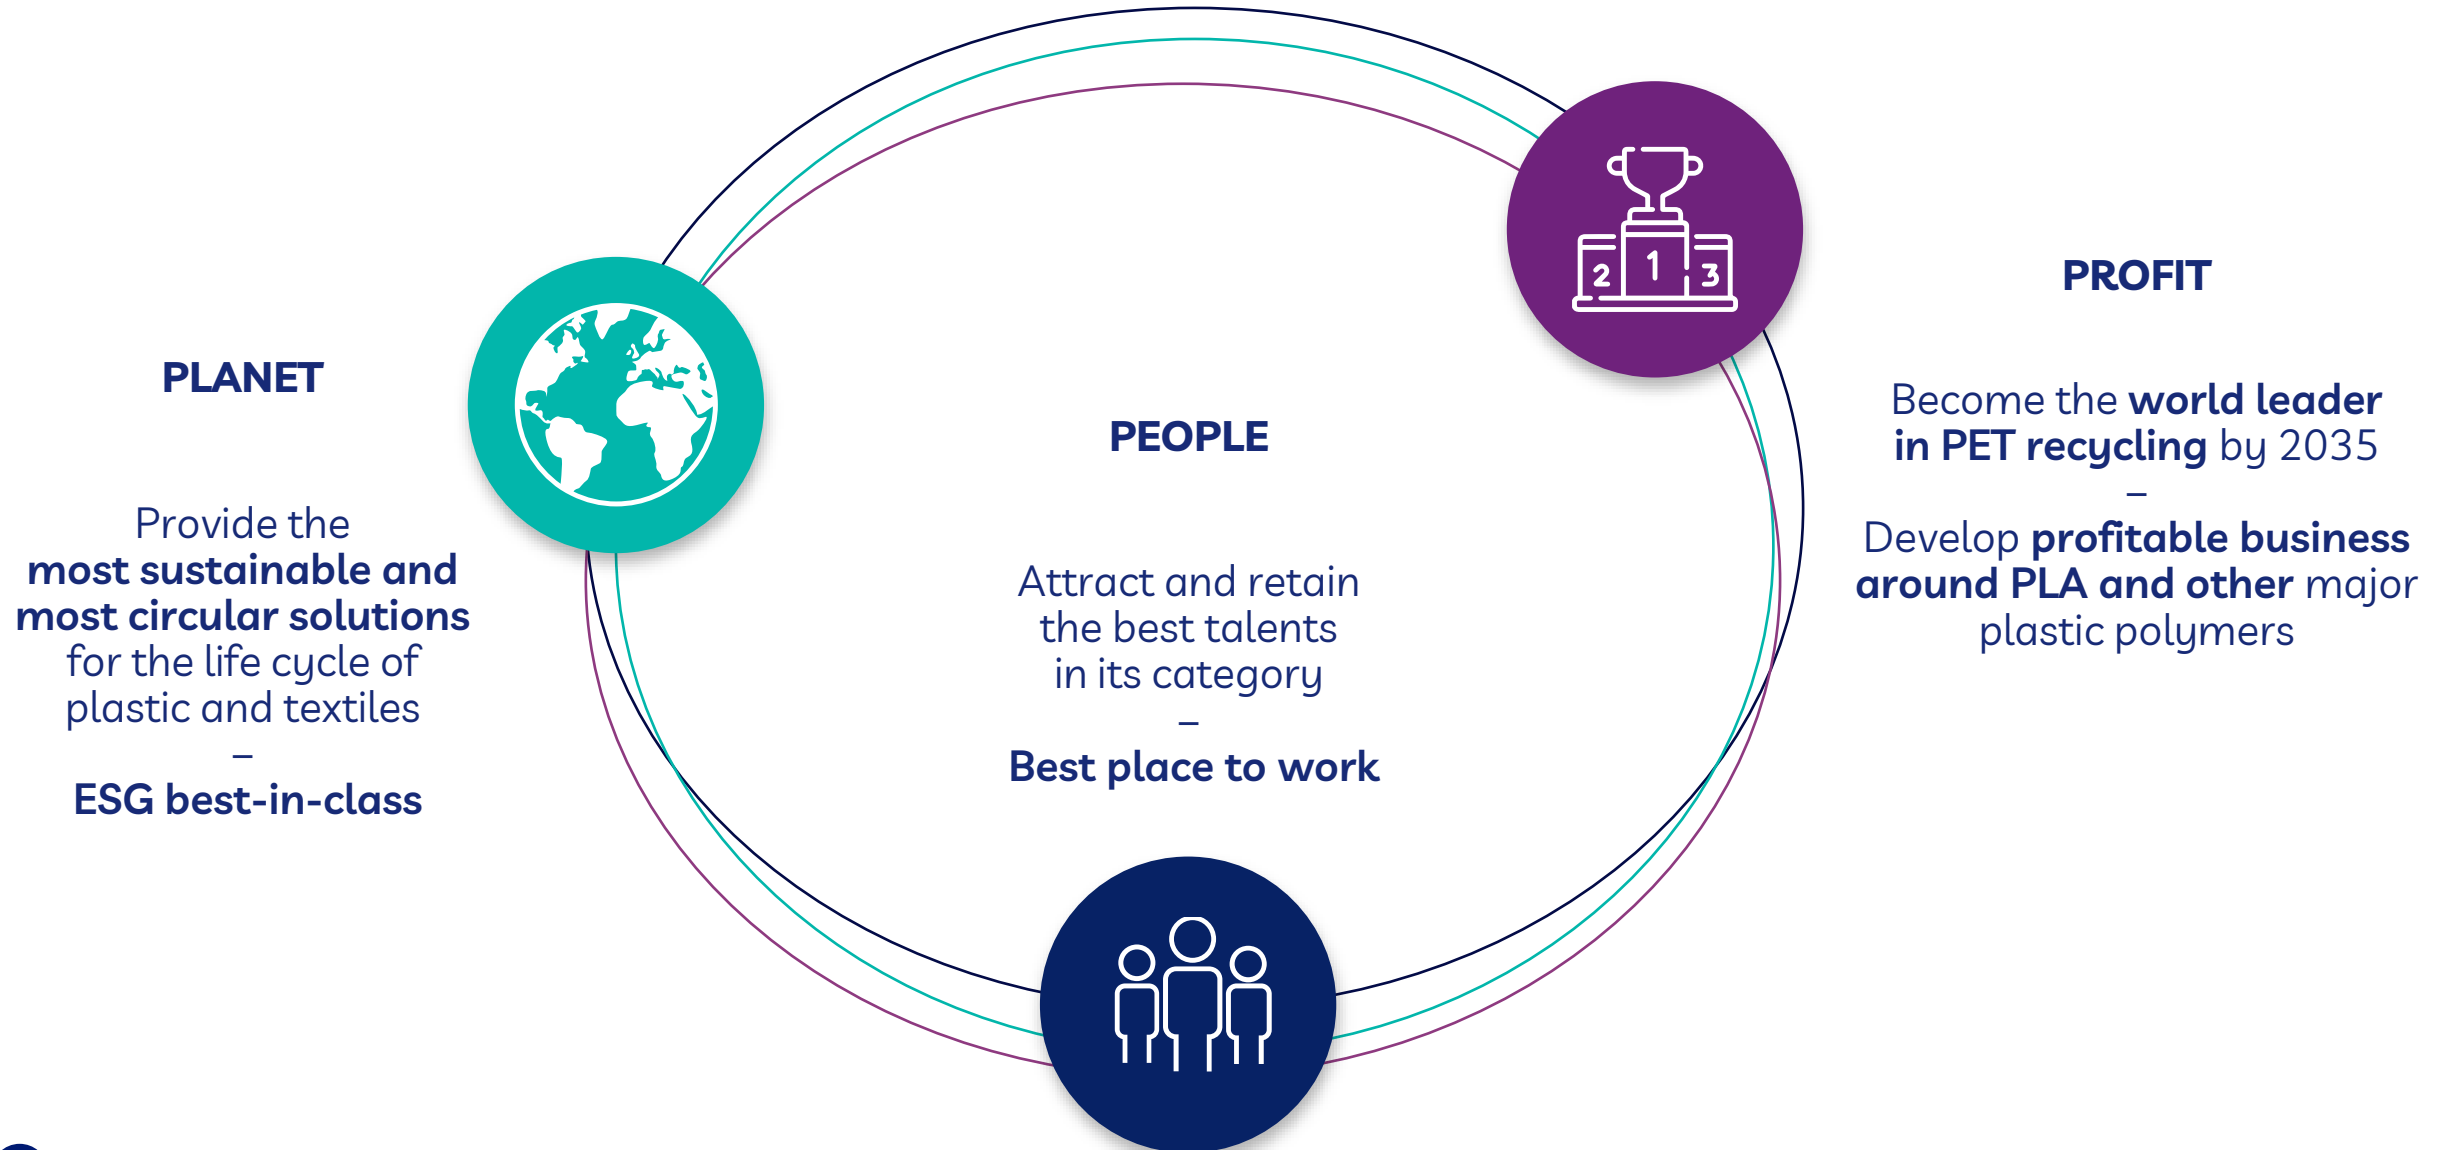 PLANET
Provide the
most sustainable and
most circular solutions
for the life cycle of
plastic and textiles
–
ESG best-in-class
PEOPLE
Attract and retain
the best talents
in its category
–
Best place to work
2 1 3
PROFIT
Become the world leader
in PET recycling by 2035
–
Develop profitable business
around PLA and other major
plastic polymers